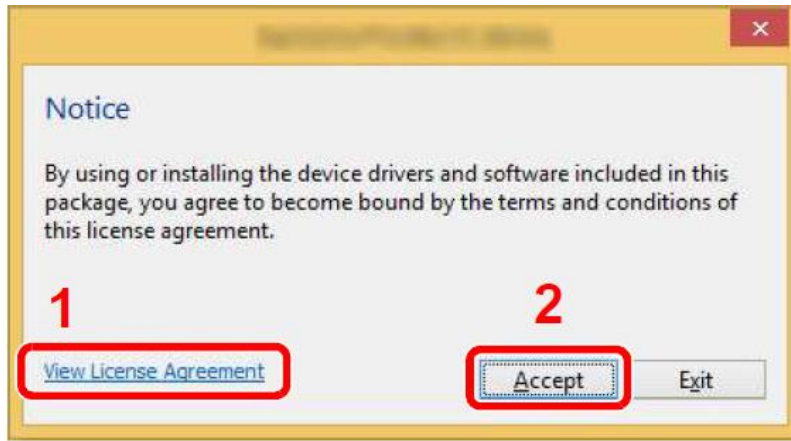 Notice
By using or installing the device drivers and software included in this
package, you agree to become bound by the terms and conditions of
this license agreement.
1
2
View License Agreement
Accept
Exit